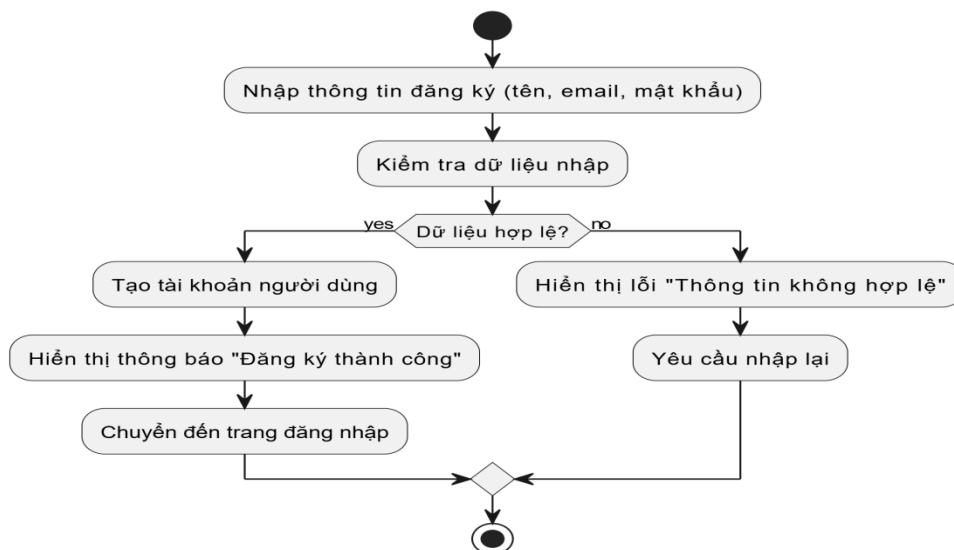 Nhập thông tin đăng ký (tên, email, mật khẩu)
Kiểm tra dữ liệu nhập
yes
Dữ liệu hợp lệ?
no
Tạo tài khoản người dùng
Hiển thị lỗi "Thông tin không hợp lệ"
Hiển thị thông báo "Đăng ký thành công"
Yêu cầu nhập lại
Chuyển đến trang đăng nhập